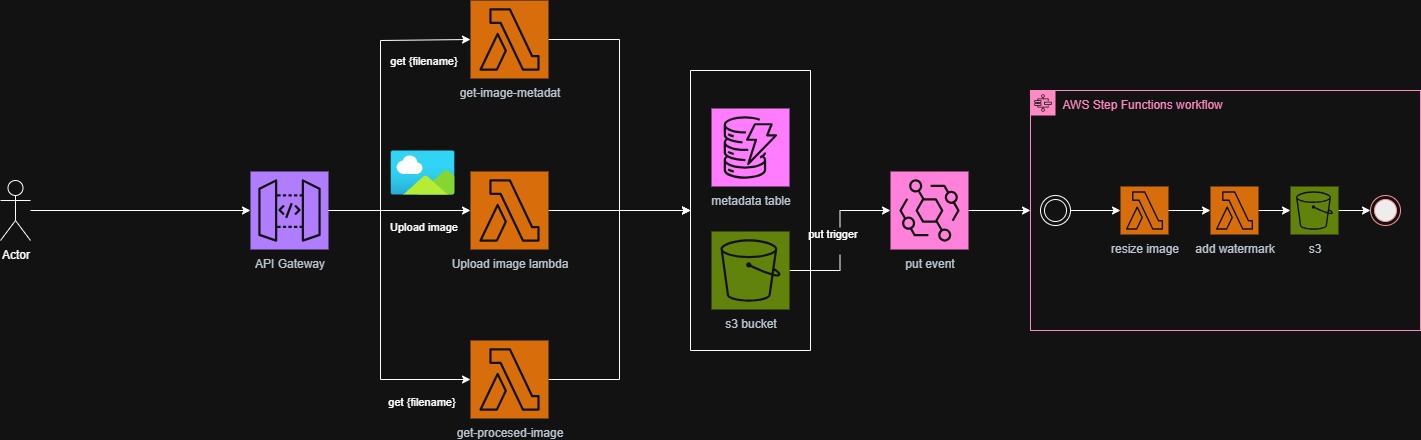 get {filename}
get-image-metadat
AWS Step Functions workflow
metadata table
Upload image
put trigger
Actor
API Gateway
Upload image lambda
put event
resize image
add watermark
s3
s3 bucket
get {filename}
get-procesed-image